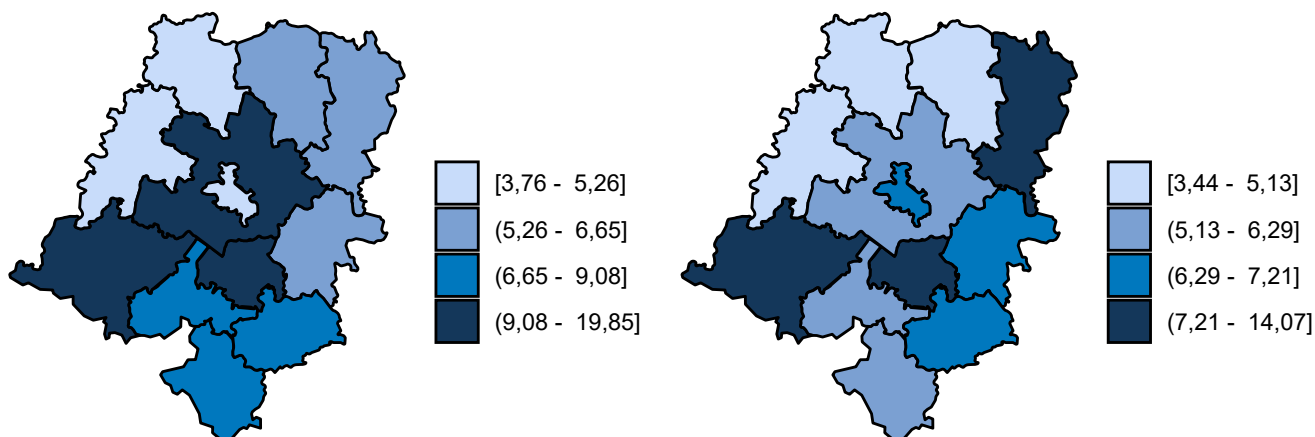 [3,76 - 5,26]
(5,26 - 6,65]
(6,65 - 9,08]
(9,08 - 19,85]
[3,44 - 5,13]
(5,13 - 6,29]
(6,29 - 7,21]
(7,21 - 14,07]